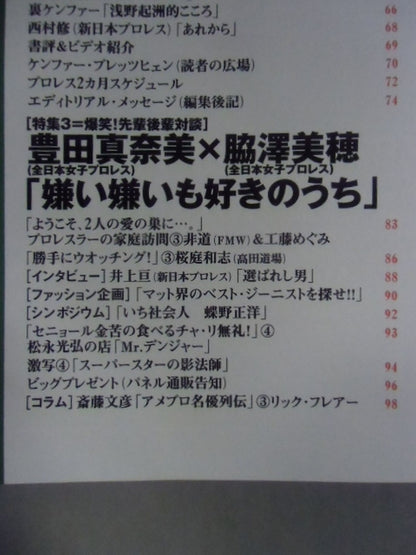 裏ケンファー「浅野起洲的こころ」 66
西村修(新日本プロレス)「あれから」 68
書評&ビデオ紹介 69
ケンファー・プレッツヒェン(読者の広場) 70
プロレス2カ月スケジュール 72
エディトリアル・メッセージ(編集後記) 74
[特集3=爆笑!先輩後輩対談]
豊田真奈美×脇澤美穂
(全日本女子プロレス) (全日本女子プロレス)
「嫌い嫌いも好きのうち」
「ようこそ、2人の愛の巣に…。」 83
プロレスラーの家庭訪問③非道(FMW)&工藤めぐみ
「勝手にウオッチング!」③桜庭和志(高田道場) 86
[インタビュー]井上亘(新日本プロレス)「選ばれし男」 88
[ファッション企画]「マット界のベスト・ジーニストを探せ!!」 90
[シンポジウム]「いち社会人 蝶野正洋」 92
「セニョール金苦の食べるチャ・リ無礼!」④ 93
松永光弘の店「Mr.デンジャー」
激写④「スーパースターの影法師」 94
ビッグプレゼント(パネル通販告知) 96
[コラム]斎藤文彦「アメプロ名優列伝」③リック・フレアー 98